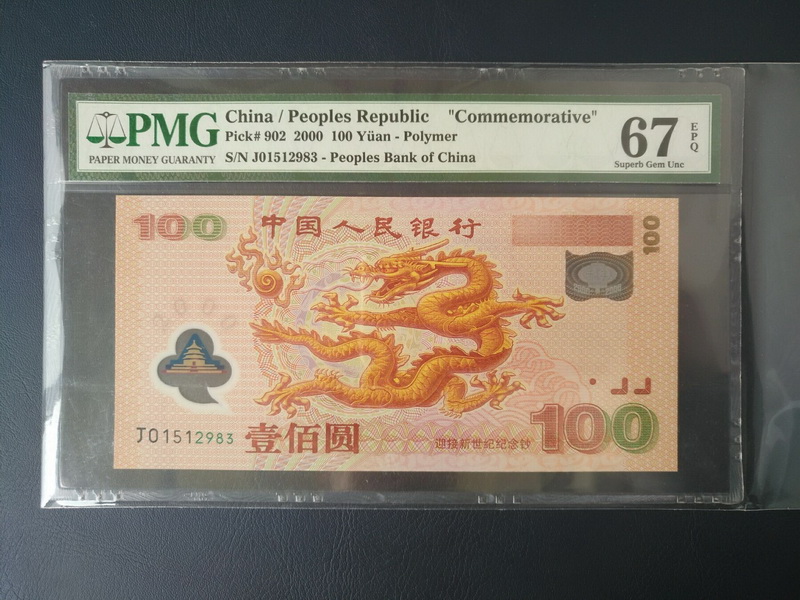 PMG
PAPER MONEY GUARANTY
China / Peoples Republic "Commemorative"
Pick# 902 2000 100 Yüan - Polymer
S/N J01512983 - Peoples Bank of China
67
EPQ
Superb Gem Unc
100
中国人民银行
100
2000
J01512983
壹佰圆
迎接新世纪纪念钞
100